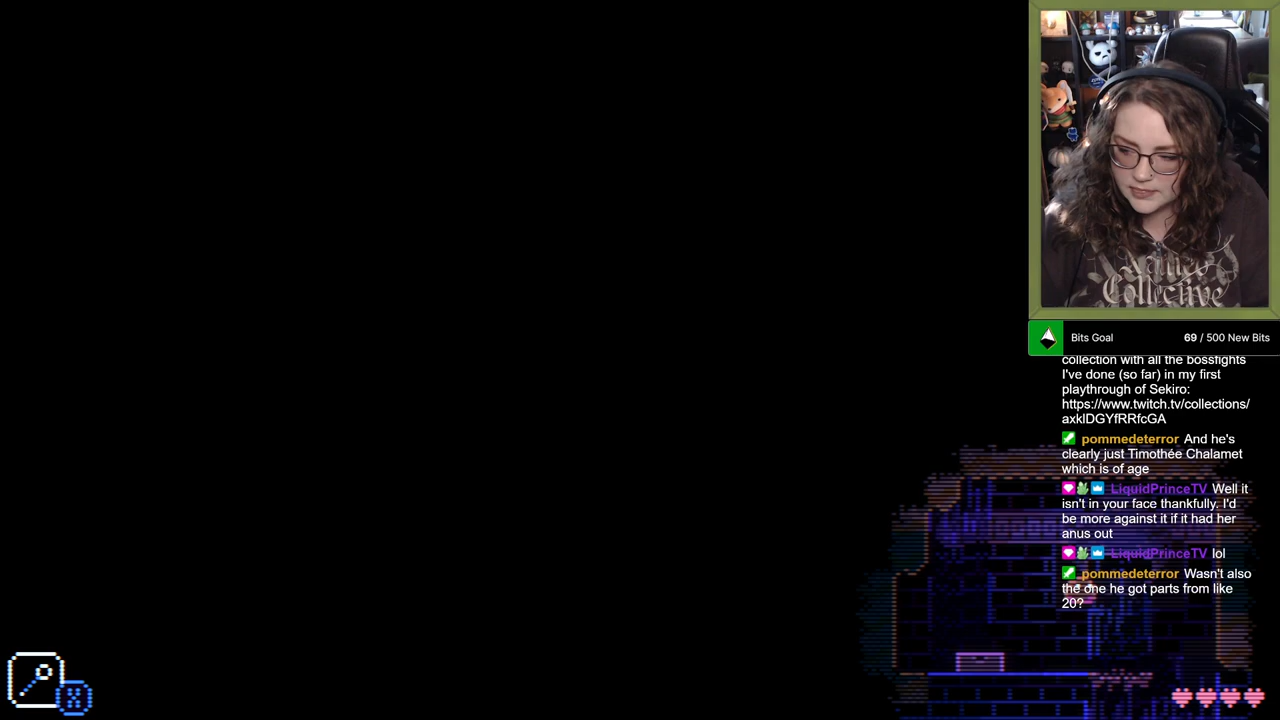 Collective
Bits Goal 69 / 500 New Bits
collection with all the bossfights
I've done (so far) in my first
playthrough of Sekiro:
https://www.twitch.tv/collections/
axklDGYfRRfcGA
pommedeterror And he's
clearly just Timothée Chalamet
which is of age
LiquidPrinceTV Well it
isn't in your face thankfully. I'd
be more against it if it had her
anus out
LiquidPrinceTV lol
pommedeterror Wasn't also
the one he got parts from like
20?